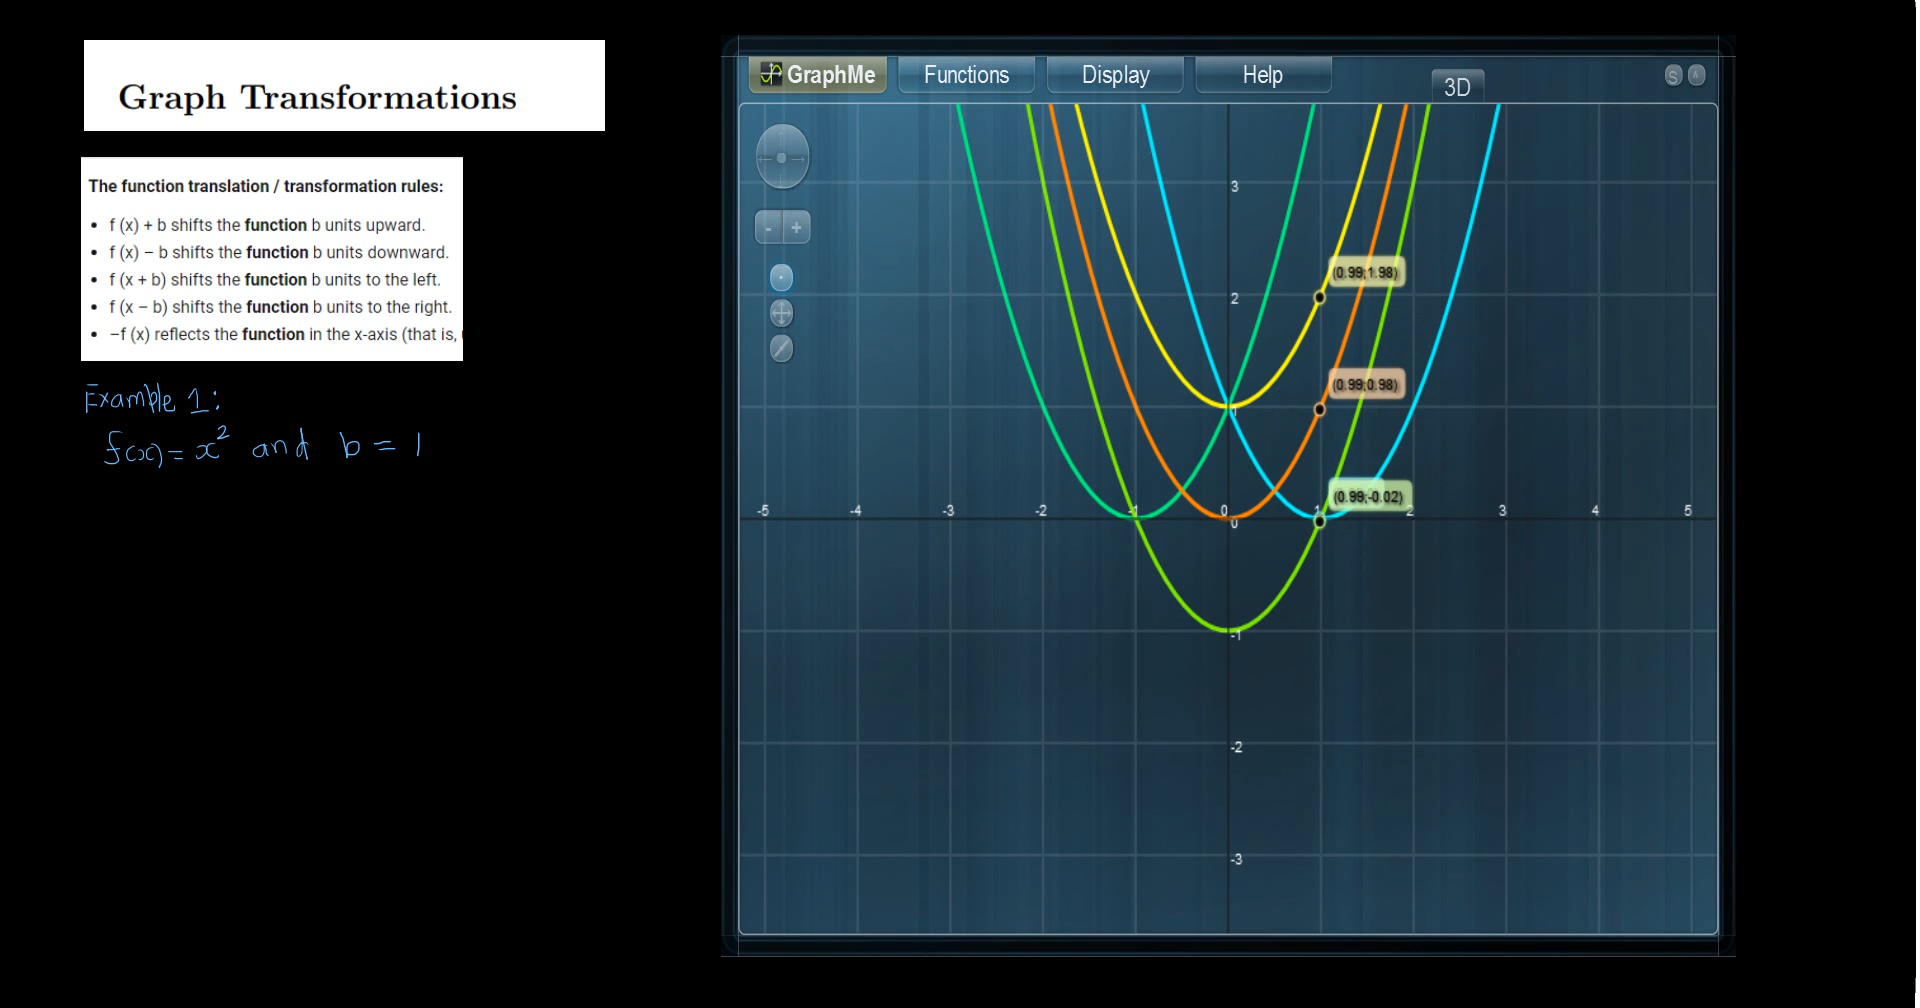 Graph Transformations
The function translation / transformation rules:
• f (x) + b shifts the function b units upward.
• f (x) − b shifts the function b units downward.
• f (x + b) shifts the function b units to the left.
• f (x − b) shifts the function b units to the right.
• −f (x) reflects the function in the x-axis (that is,
Example 1:
f(x) = x² and b = 1
GraphMe Functions Display Help 3D S A
- +
3
(0.99;1.98)
2
(0.99;0.98)
1
(0.99;-0.02)
-5 -4 -3 -2 -1 0 1 2 3 4 5
0
-1
-2
-3